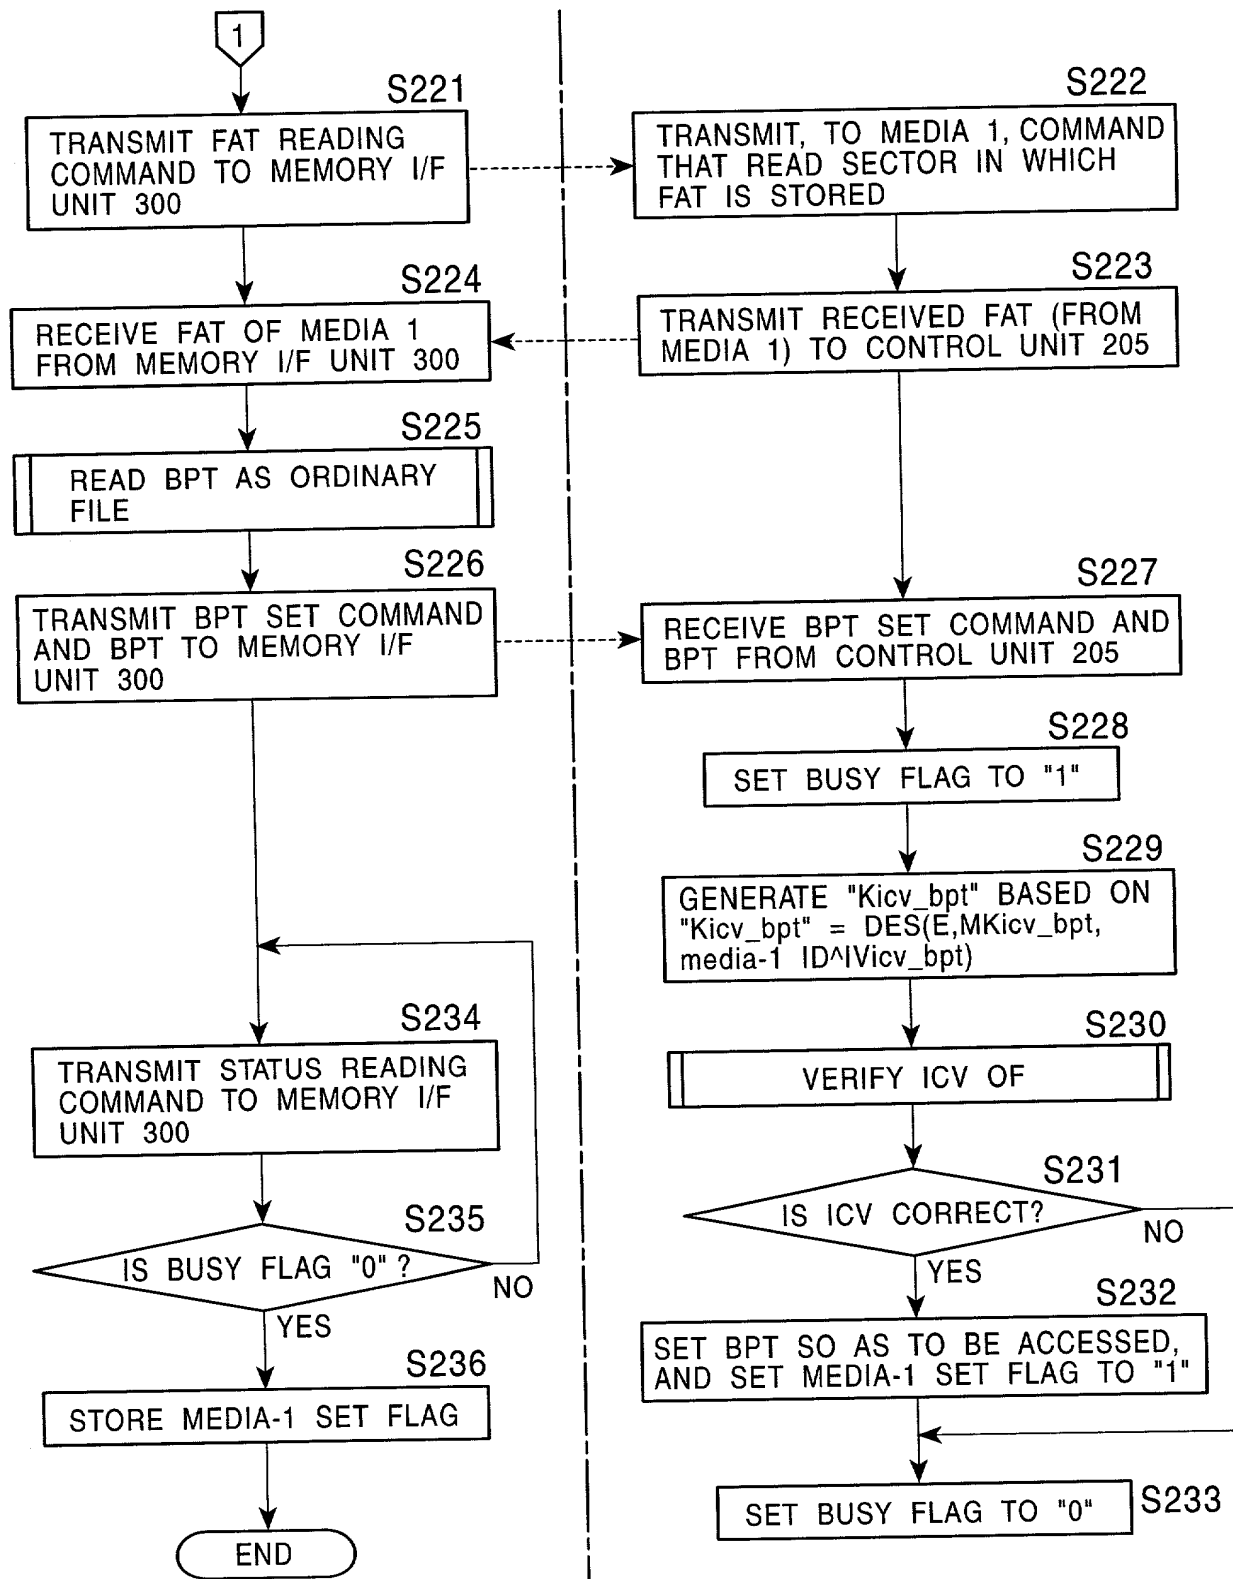 1
S221
TRANSMIT FAT READING
COMMAND TO MEMORY I/F
UNIT 300
S222
TRANSMIT, TO MEDIA 1, COMMAND
THAT READ SECTOR IN WHICH
FAT IS STORED
S224
RECEIVE FAT OF MEDIA 1
FROM MEMORY I/F UNIT 300
S223
TRANSMIT RECEIVED FAT (FROM
MEDIA 1) TO CONTROL UNIT 205
S225
READ BPT AS ORDINARY
FILE
S226
TRANSMIT BPT SET COMMAND
AND BPT TO MEMORY I/F
UNIT 300
S227
RECEIVE BPT SET COMMAND AND
BPT FROM CONTROL UNIT 205
S228
SET BUSY FLAG TO "1"
S229
GENERATE "Kicv_bpt" BASED ON
"Kicv_bpt" = DES(E,MKicv_bpt,
media-1 ID^IVicv_bpt)
S230
VERIFY ICV OF
S231
IS ICV CORRECT?
NO
YES
S232
SET BPT SO AS TO BE ACCESSED,
AND SET MEDIA-1 SET FLAG TO "1"
SET BUSY FLAG TO "0"
S233
S234
TRANSMIT STATUS READING
COMMAND TO MEMORY I/F
UNIT 300
S235
IS BUSY FLAG "0" ?
NO
YES
S236
STORE MEDIA-1 SET FLAG
END